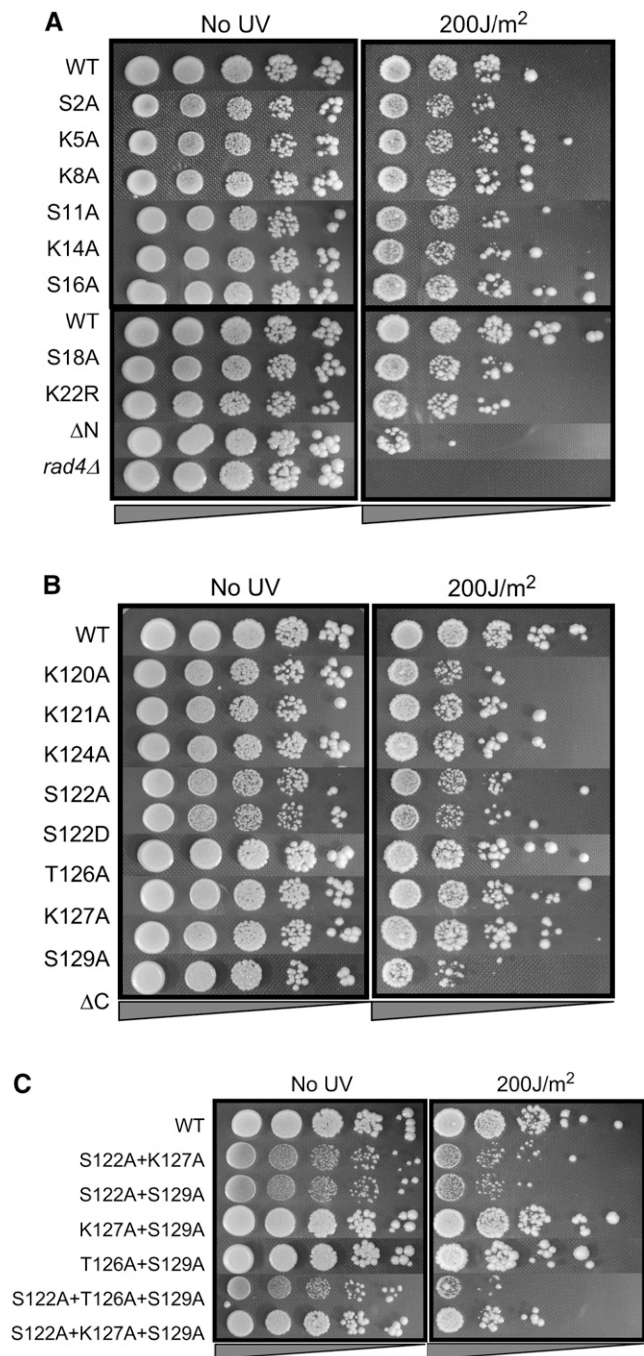 A
No UV 200J/m²
WT
S2A
K5A
K8A
S11A
K14A
S16A
WT
S18A
K22R
ΔN
rad4Δ
B
No UV 200J/m²
WT
K120A
K121A
K124A
S122A
S122D
T126A
K127A
S129A
ΔC
C
No UV 200J/m²
WT
S122A+K127A
S122A+S129A
K127A+S129A
T126A+S129A
S122A+T126A+S129A
S122A+K127A+S129A